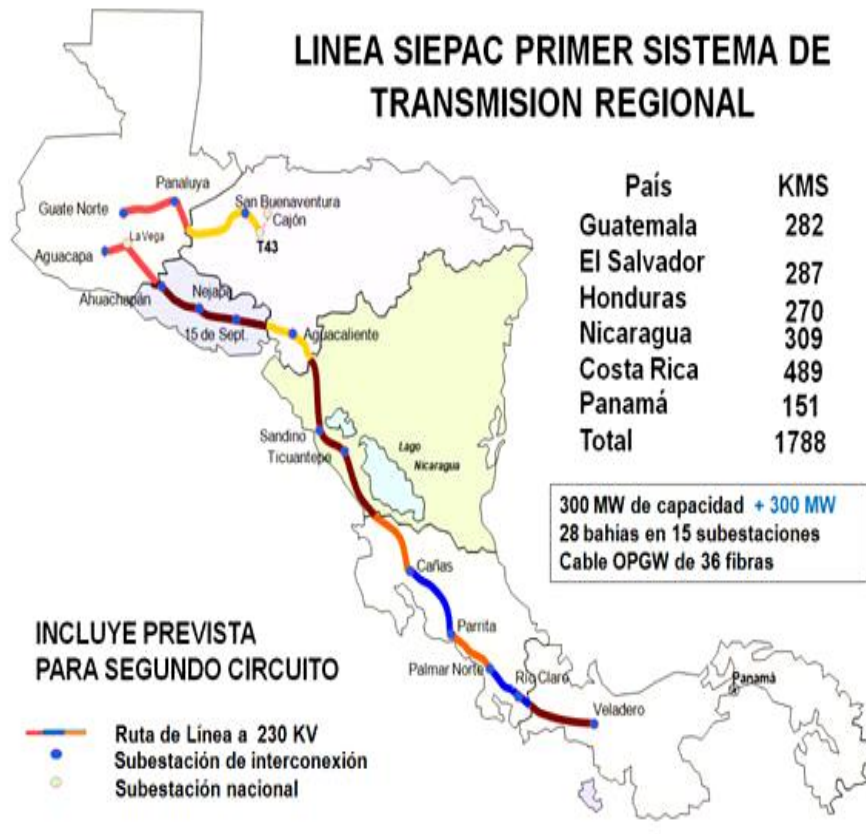 LINEA SIEPAC PRIMER SISTEMA DE
TRANSMISION REGIONAL
País KMS
Guatemala 282
El Salvador 287
Honduras 270
Nicaragua 309
Costa Rica 489
Panamá 151
Total 1788
300 MW de capacidad + 300 MW
28 bahias en 15 subestaciones
Cable OPGW de 36 fibras
Panaluya
Guate Norte
San Buenaventura
Cajón
T43
La Vega
Aguacapa
Ahuachapán
Nejapa
15 de Sept.
Aguacaliente
Sandino
Ticuantepe
Lago
Nicaragua
Cañas
Parrita
Palmar Norte
Río Claro
Veladero
Panamá
INCLUYE PREVISTA
PARA SEGUNDO CIRCUITO
Ruta de Línea a 230 KV
Subestación de interconexión
Subestación nacional